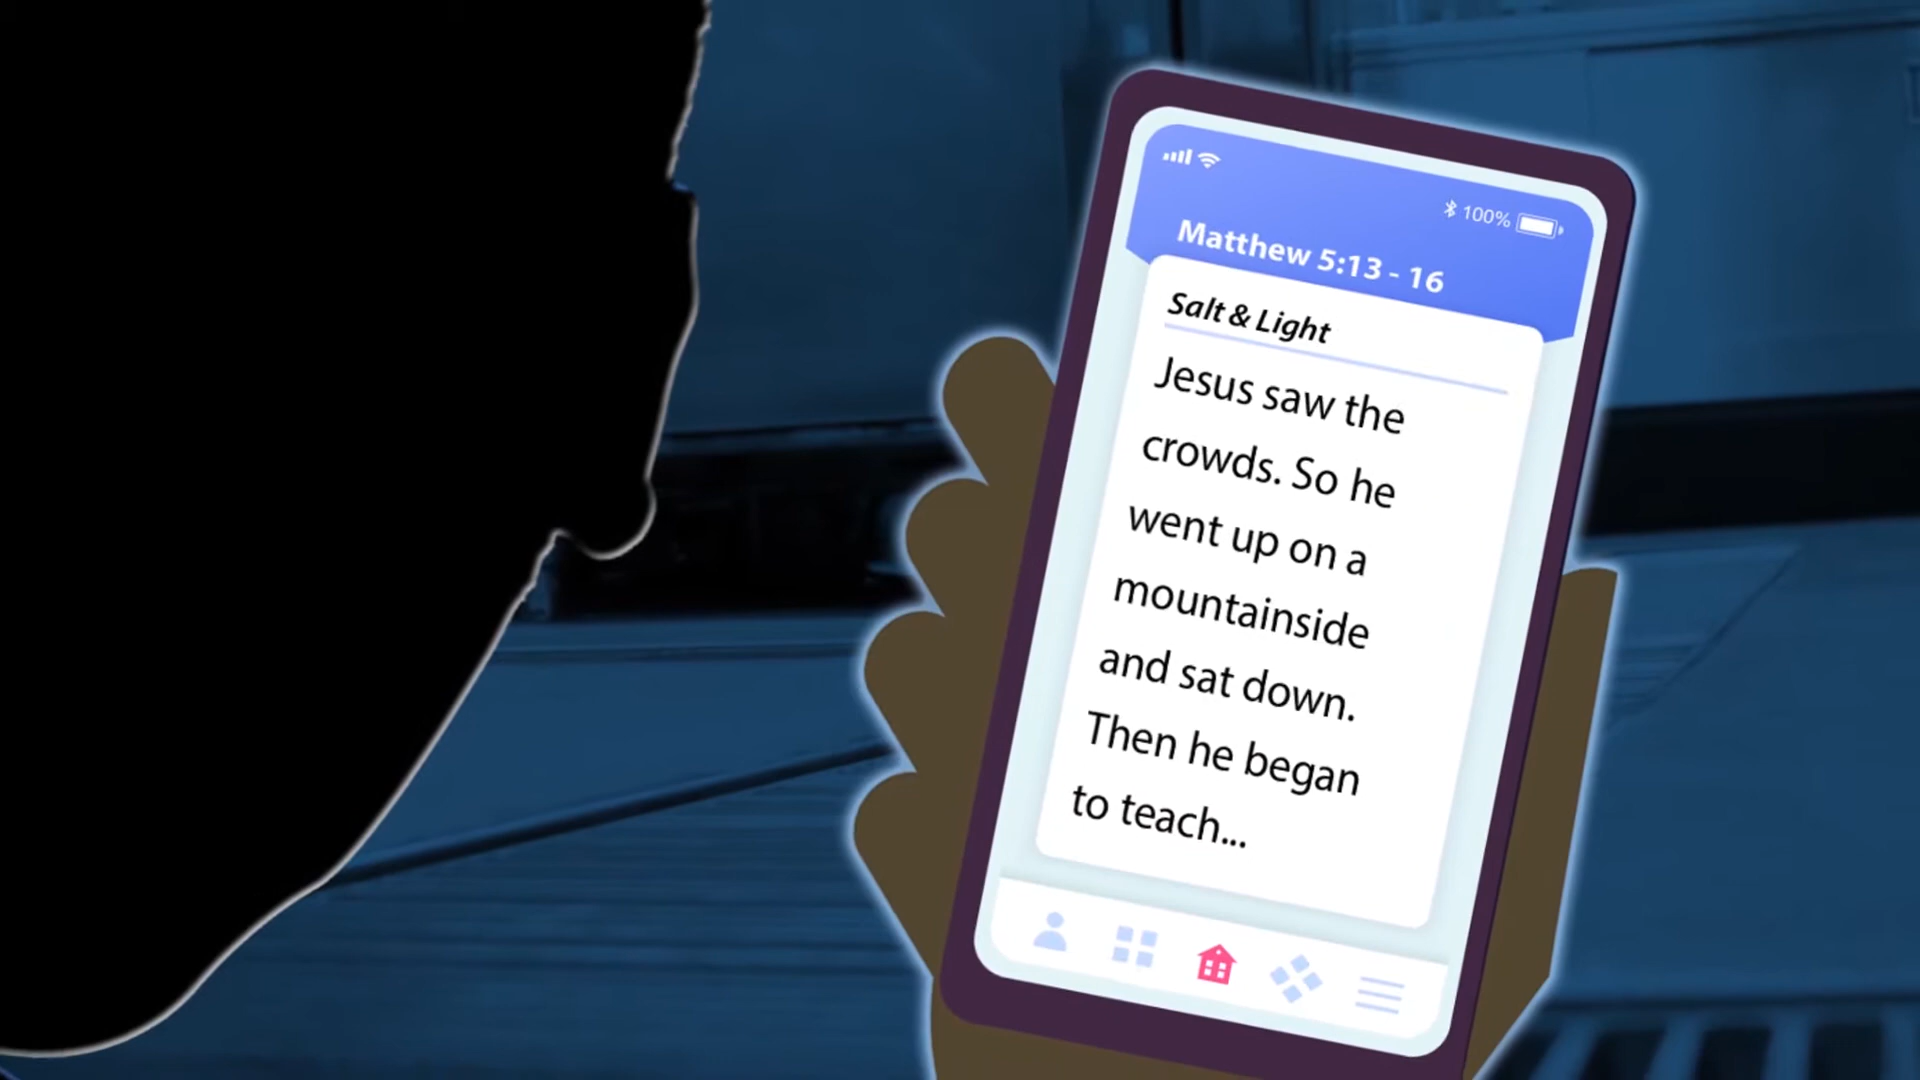 100%
Matthew 5:13 - 16
Salt & Light
Jesus saw the
crowds. So he
went up on a
mountainside
and sat down.
Then he began
to teach...